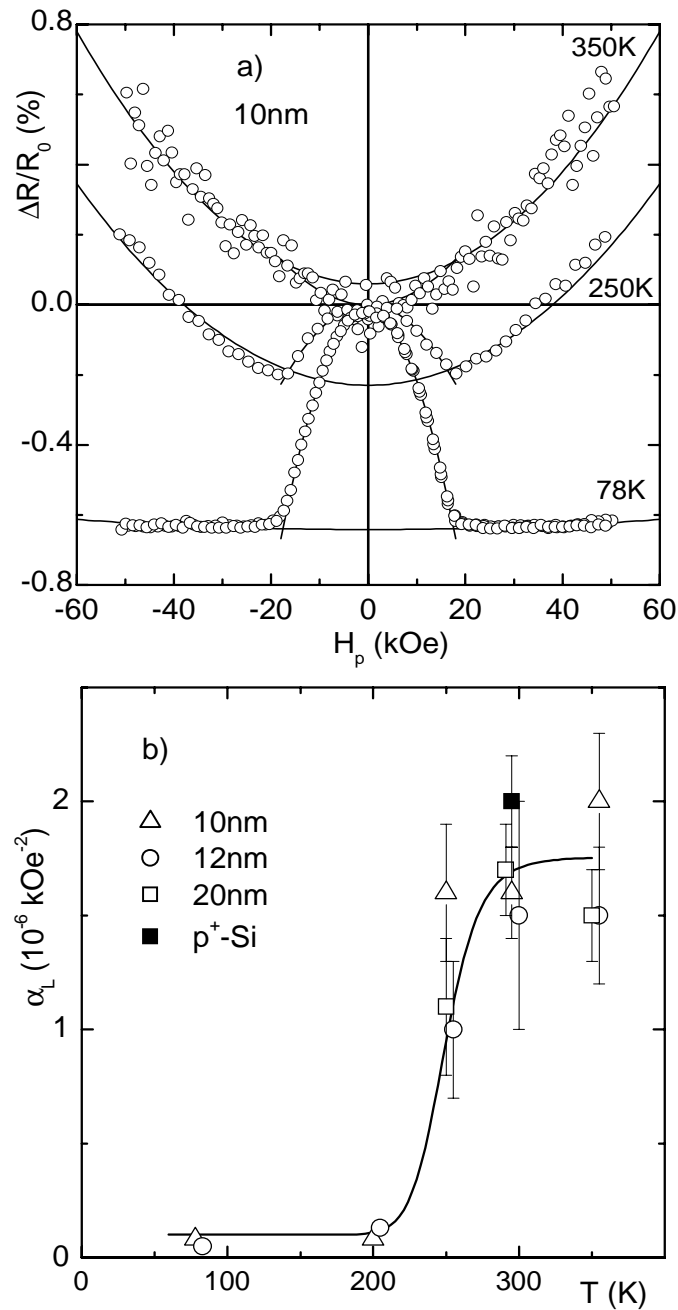 0.8
350K
a)
10nm
ΔR/R₀ (%)
0.4
0.0
250K
-0.4
78K
-0.8
-60 -40 -20 0 20 40 60
Hₚ (kOe)
b)
2
10nm
12nm
20nm
p⁺-Si
α_L (10⁻⁶ kOe⁻²)
1
0
0 100 200 300
T (K)